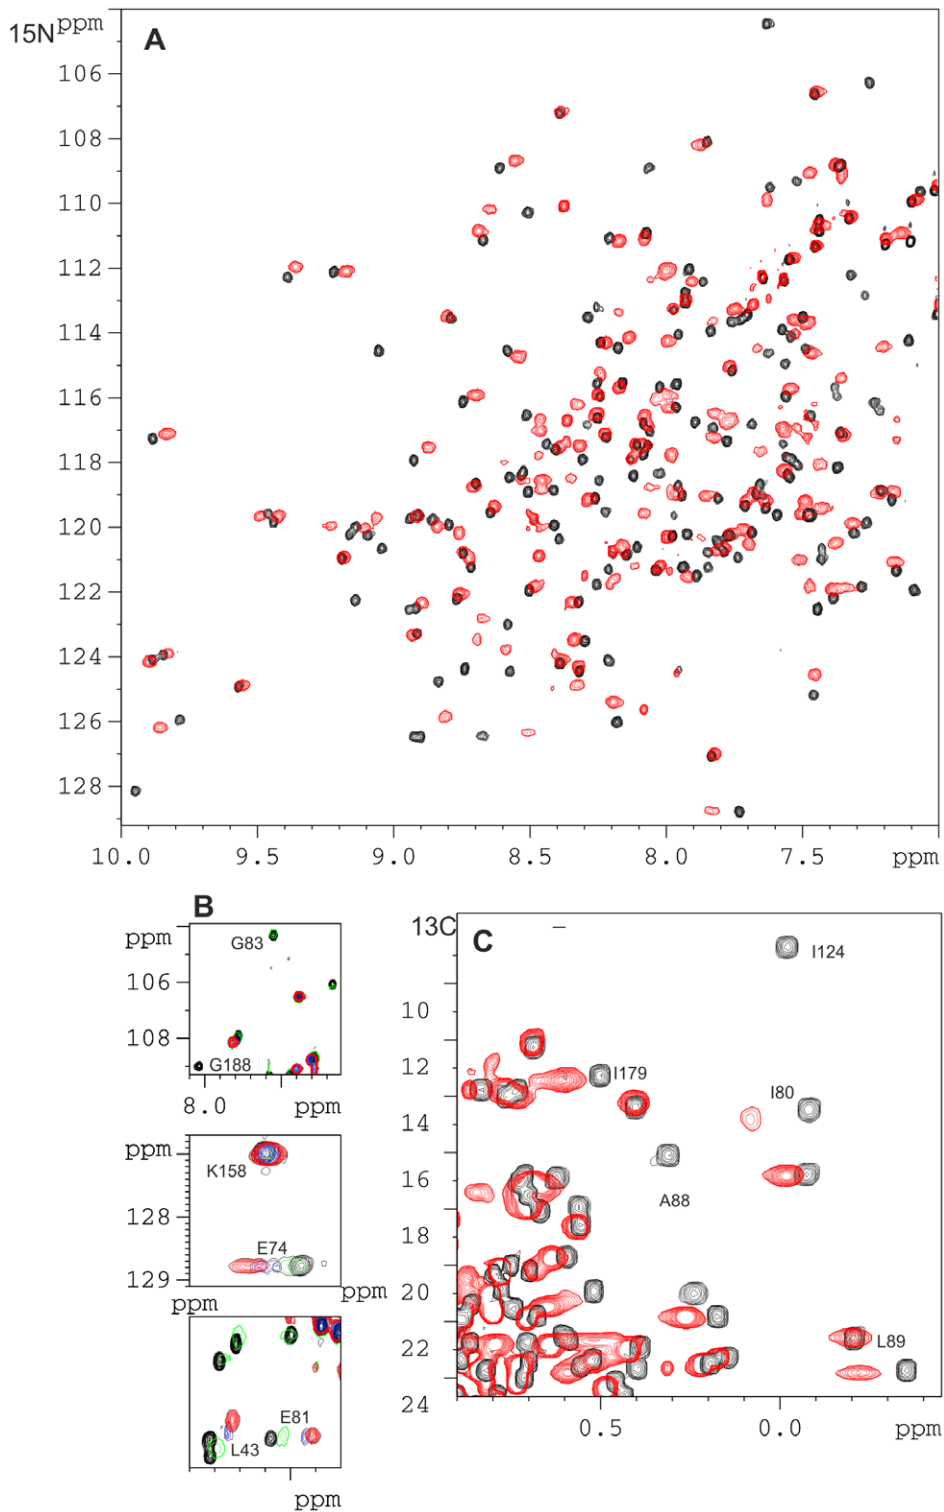 15N ppm
A
106
108
110
112
114
116
118
120
122
124
126
128
10.0 9.5 9.0 8.5 8.0 7.5 ppm
B
ppm
G83
106
108
G188
8.0 ppm
ppm
K158
128
E74
129
ppm ppm
E81
L43
ppm
13C
C
I124
10
I179
12
I80
14
16
A88
18
20
L89
22
24
0.5 0.0 ppm